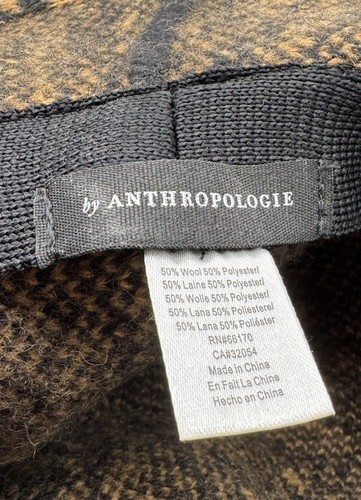 by ANTHROPOLOGIE
50% Wool 50% Polyester/
50% Laine 50% Polyester/
50% Wolle 50% Polyester/
50% Lana 50% Poliestere/
50% Lana 50% Poliéster
RN#66170
CA#32054
Made in China
En Fait La China
Hecho en China